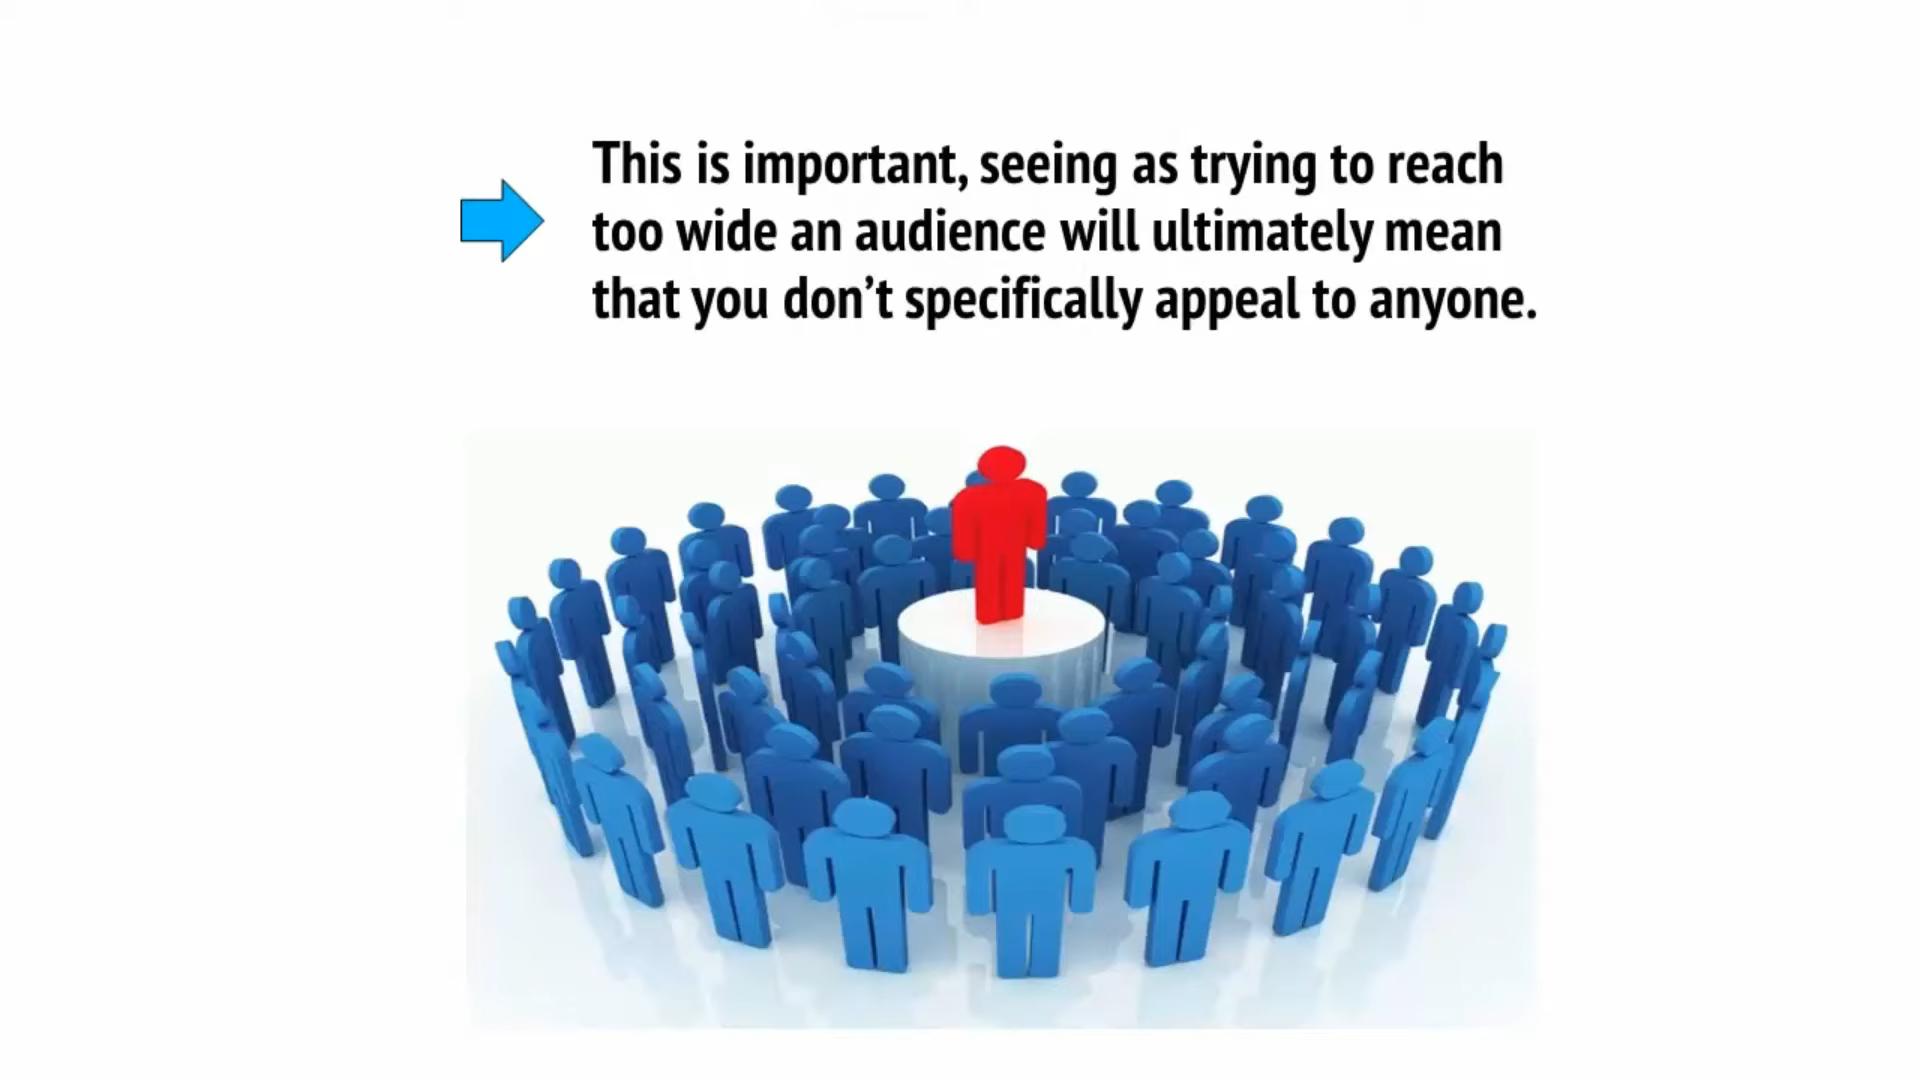 This is important, seeing as trying to reach
too wide an audience will ultimately mean
that you don’t specifically appeal to anyone.